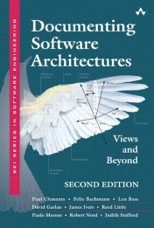 SEI SERIES IN SOFTWARE ENGINEERING
Documenting
Software
Architectures
Views and
Beyond
SECOND EDITION
Paul Clements • Felix Bachmann • Len Bass
David Garlan • James Ivers • Reed Little
Paulo Merson • Robert Nord • Judith Stafford